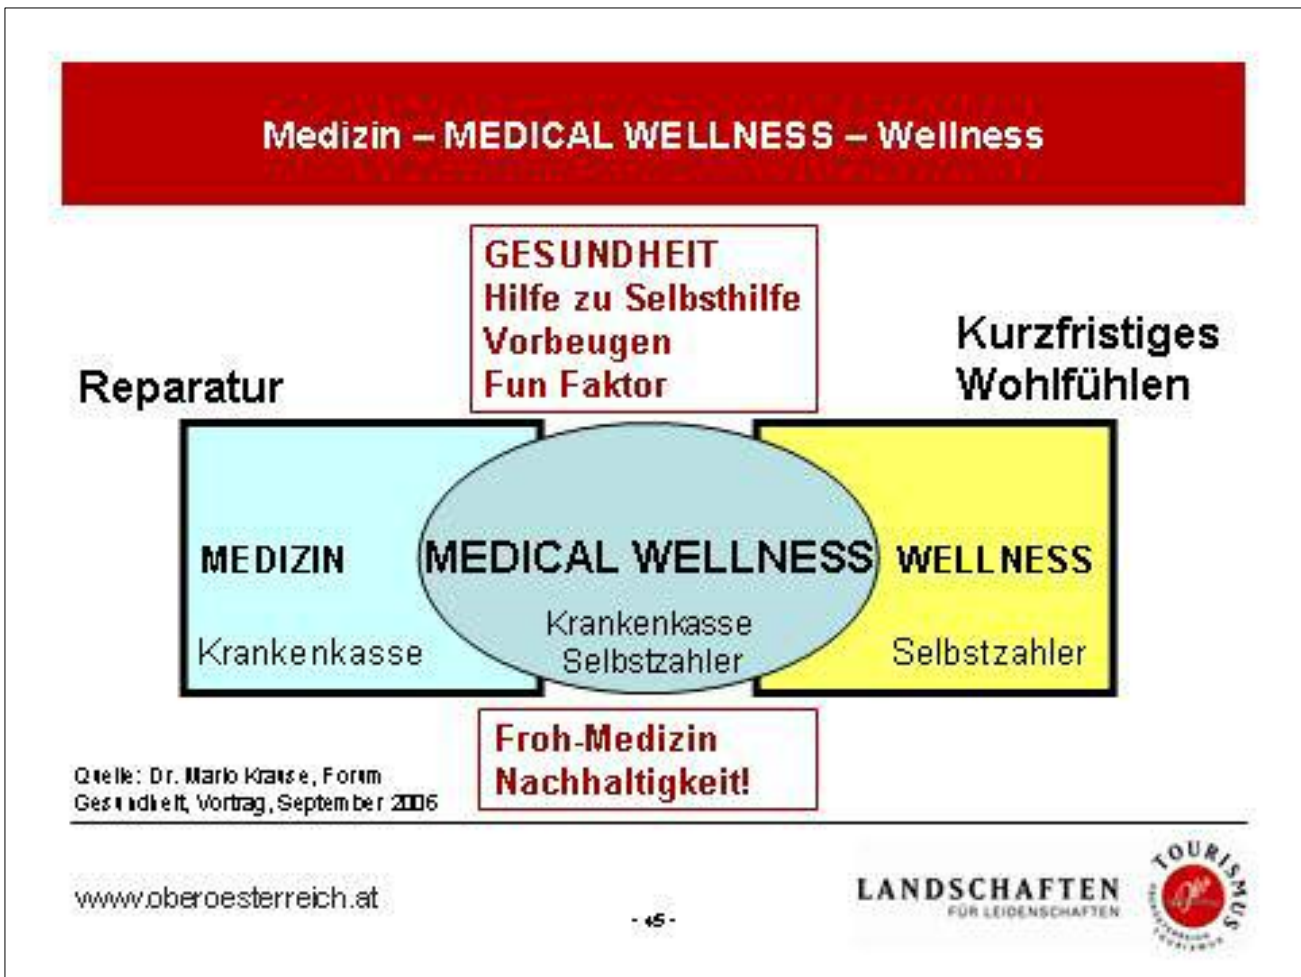 Medizin – MEDICAL WELLNESS – Wellness
GESUNDHEIT
Hilfe zu Selbsthilfe
Vorbeugen
Fun Faktor
Reparatur
Kurzfristiges
Wohlfühlen
MEDIZIN
Krankenkasse
MEDICAL WELLNESS
Krankenkasse
Selbstzahler
WELLNESS
Selbstzahler
Froh-Medizin
Nachhaltigkeit!
Quelle: Dr. Mario Krause, Forum
Gesundheit, Vortrag, September 2006
www.oberoesterreich.at
- 45 -
LANDSCHAFTEN
FÜR LEIDENSCHAFTEN
TOURISMUS